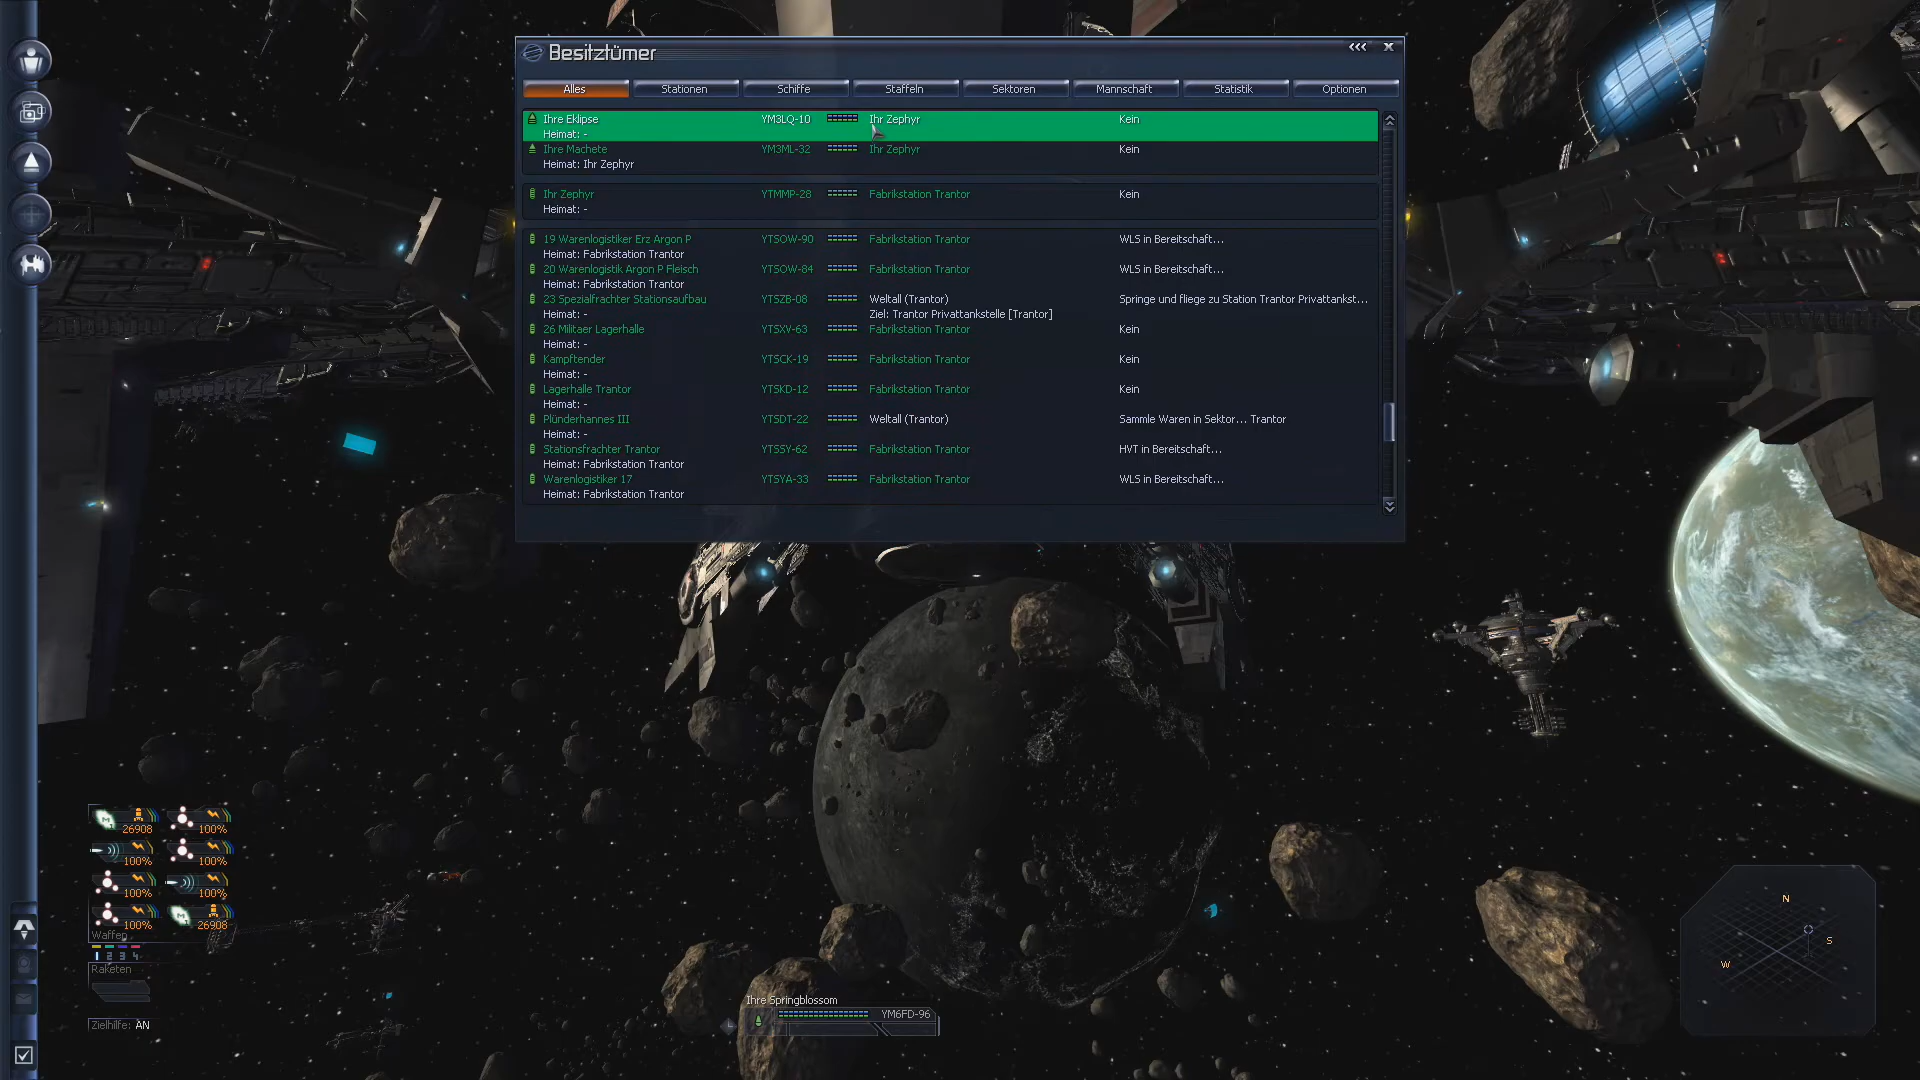 Besitztümer
Alles Stationen Schiffe Staffeln Sektoren Mannschaft Statistik Optionen
Ihre Eklipse YM3LQ-10 Ihr Zephyr Kein
Heimat: -
Ihre Machete YM3ML-32 Ihr Zephyr Kein
Heimat: Ihr Zephyr
Ihr Zephyr YTMMP-28 Fabrikstation Trantor Kein
Heimat: -
19 Warenlogistiker Erz Argon P YTSOW-90 Fabrikstation Trantor WLS in Bereitschaft...
Heimat: Fabrikstation Trantor
20 Warenlogistik Argon P Fleisch YTSOW-84 Fabrikstation Trantor WLS in Bereitschaft...
Heimat: Fabrikstation Trantor
23 Spezialfrachter Stationsaufbau YTSZB-08 Weltall (Trantor) Springe und fliege zu Station Trantor Privattankst...
Heimat: - Ziel: Trantor Privattankstelle [Trantor]
26 Militaer Lagerhalle YTSXV-63 Fabrikstation Trantor Kein
Heimat: -
Kampftender YTSCK-19 Fabrikstation Trantor Kein
Heimat: -
Lagerhalle Trantor YTSKD-12 Fabrikstation Trantor Kein
Heimat: -
Plünderhannes III YTSDT-22 Weltall (Trantor) Sammle Waren in Sektor... Trantor
Heimat: -
Stationsfrachter Trantor YTSSY-62 Fabrikstation Trantor HVT in Bereitschaft...
Heimat: Fabrikstation Trantor
Warenlogistiker 17 YTSYA-33 Fabrikstation Trantor WLS in Bereitschaft...
Heimat: Fabrikstation Trantor
26908 100%
100% 100%
100% 100%
100% 26908
Waffen
1 2 3 4
Raketen
Zielhilfe: AN
Ihre Springblossom
YM6FD-96
N
S
W